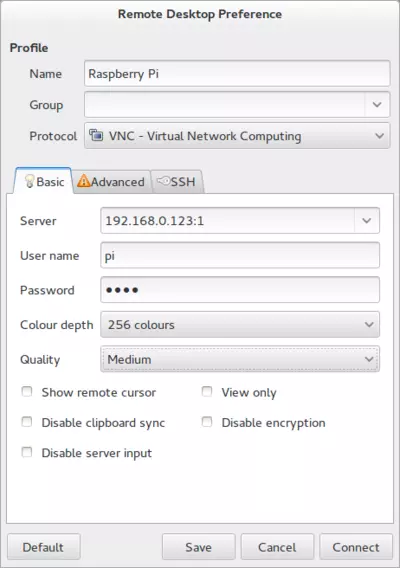 Remote Desktop Preference
Profile
Name Raspberry Pi
Group
Protocol VNC - Virtual Network Computing
Basic Advanced SSH
Server 192.168.0.123:1
User name pi
Password ●●●●
Colour depth 256 colours
Quality Medium
Show remote cursor View only
Disable clipboard sync Disable encryption
Disable server input
Default Save Cancel Connect